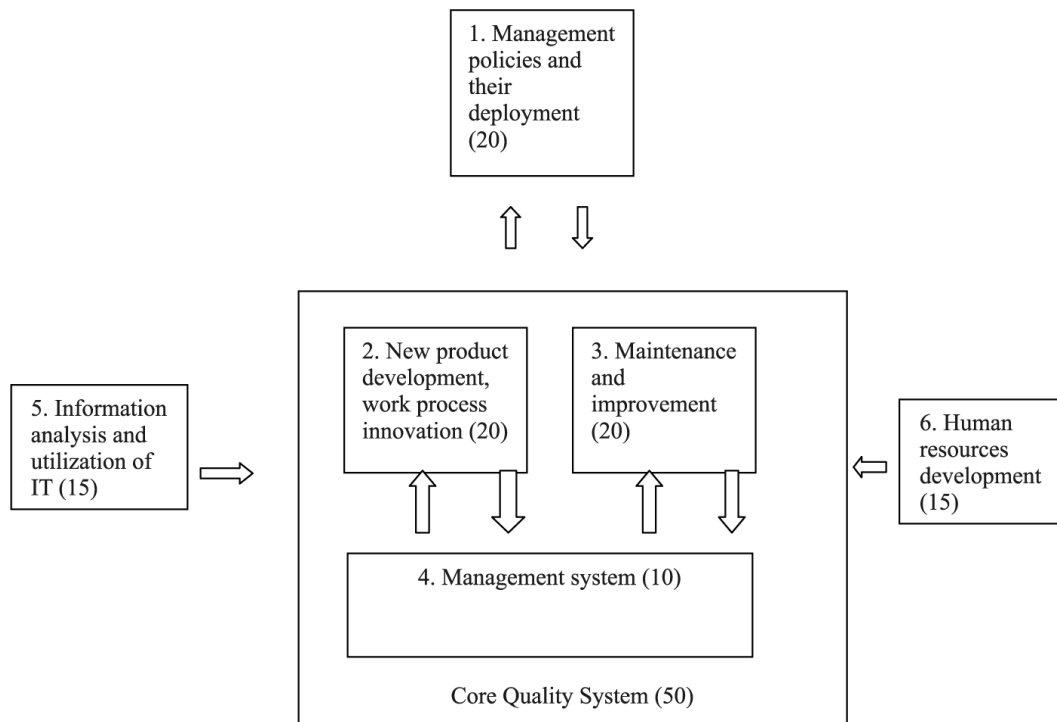 1. Management
policies and
their
deployment
(20)
2. New product
development,
work process
innovation (20)
3. Maintenance
and
improvement
(20)
5. Information
analysis and
utilization of
IT (15)
6. Human
resources
development
(15)
4. Management system (10)
Core Quality System (50)